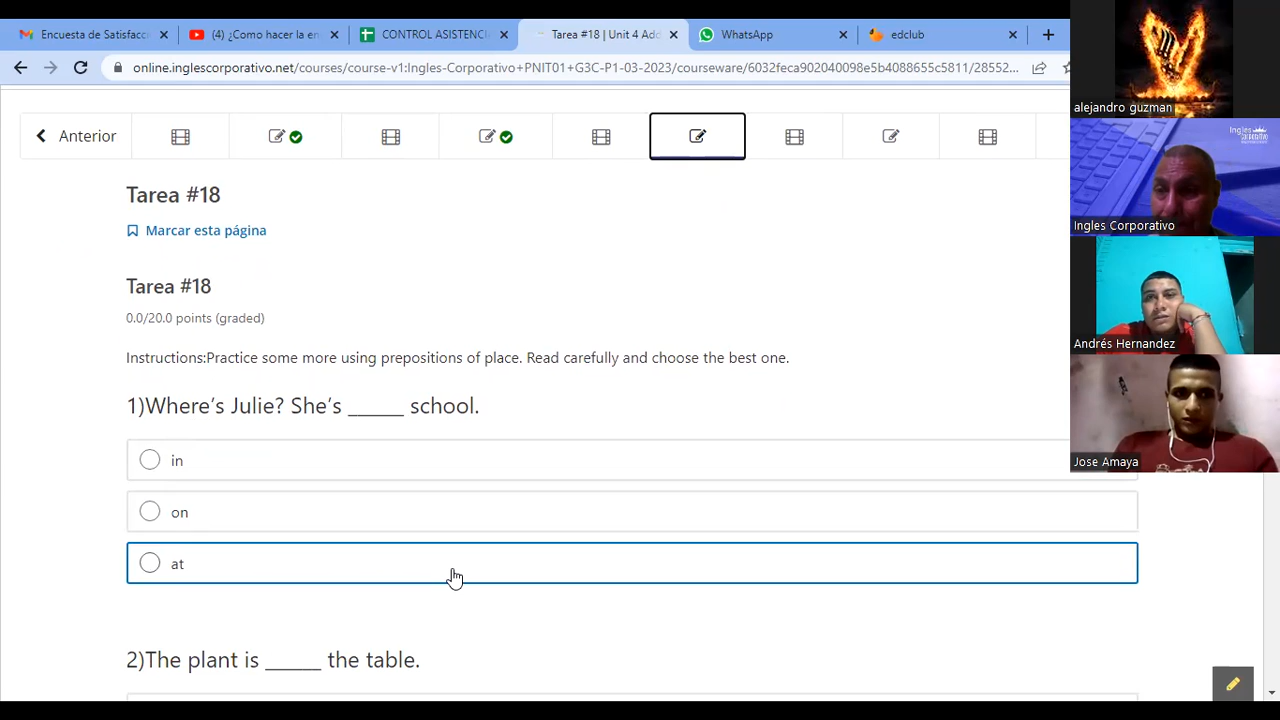 Encuesta de Satisfacc
(4) ¿Como hacer la en
CONTROL ASISTENCI
Tarea #18 | Unit 4 Add
WhatsApp
edclub
online.inglescorporativo.net/courses/course-v1:Ingles-Corporativo+PNIT01+G3C-P1-03-2023/courseware/6032feca902040098e5b4088655c5811/28552...
alejandro guzman
Anterior
Ingles
Ingles Corporativo
Tarea #18
Marcar esta página
Tarea #18
0.0/20.0 points (graded)
Andrés Hernandez
Instructions:Practice some more using prepositions of place. Read carefully and choose the best one.
1)Where's Julie? She's ______ school.
in
Jose Amaya
on
at
2)The plant is ______ the table.